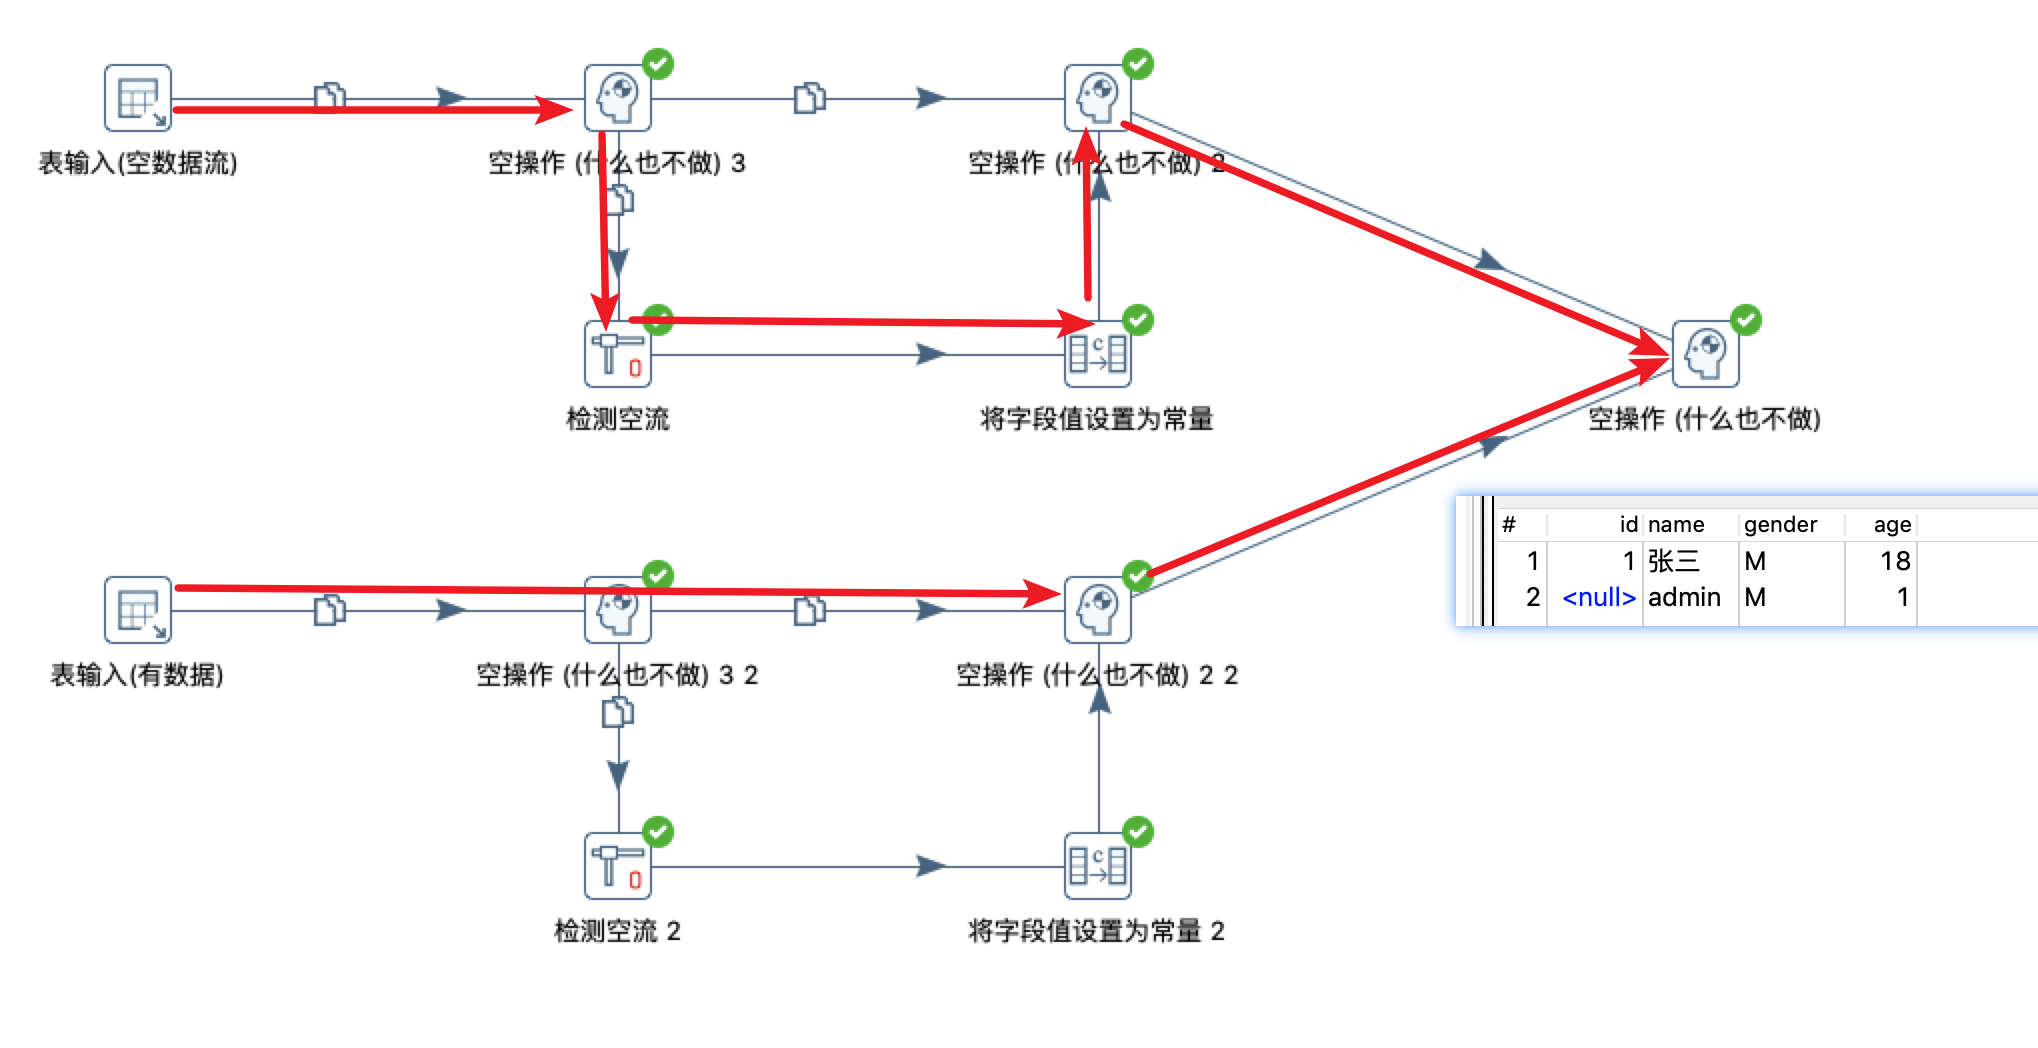 表输入(空数据流)
空操作 (什么也不做) 3
空操作 (什么也不做) 2
检测空流
将字段值设置为常量
空操作 (什么也不做)
# id name gender age
1 1 张三 M 18
2 <null> admin M 1
表输入(有数据)
空操作 (什么也不做) 3 2
空操作 (什么也不做) 2 2
检测空流 2
将字段值设置为常量 2